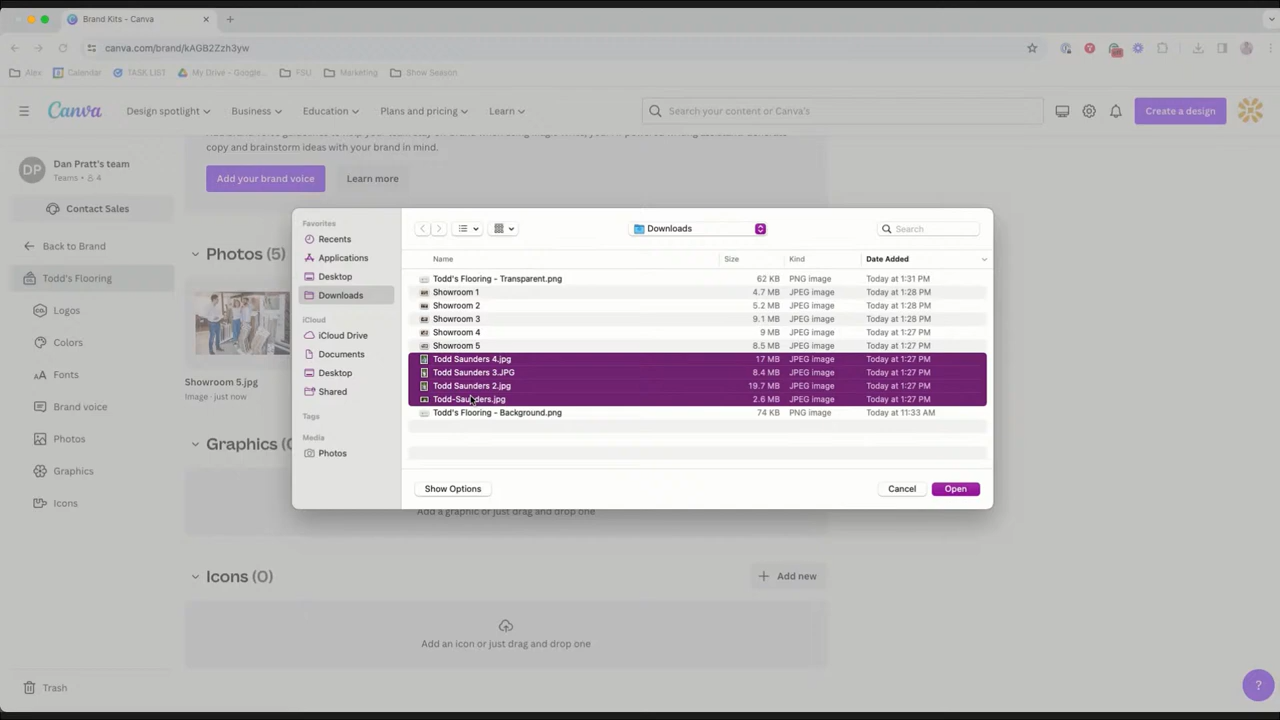 Brand Kits - Canva
canva.com/brand/kAGB2Zzh3yw
Alex
Calendar
TASK LIST
My Drive - Google...
FSU
Marketing
Show Season
Canva
Design spotlight
Business
Education
Plans and pricing
Learn
Search your content or Canva's
Create a design
copy and brainstorm ideas with your brand in mind.
Add your brand voice
Learn more
DP
Dan Pratt's team
Teams • 4
Contact Sales
Back to Brand
Todd's Flooring
Logos
Colors
Fonts
Brand voice
Photos
Graphics
Icons
Trash
Photos (5)
Showroom 5.jpg
Image • just now
Graphics (0
Add a graphic or just drag and drop one
Icons (0)
Add new
Add an icon or just drag and drop one
Favorites
Recents
Applications
Desktop
Downloads
iCloud
iCloud Drive
Documents
Desktop
Shared
Tags
Media
Photos
Downloads
Search
Name Size Kind Date Added
Todd's Flooring - Transparent.png 62 KB PNG image Today at 1:31 PM
Showroom 1 4.7 MB JPEG image Today at 1:28 PM
Showroom 2 5.2 MB JPEG image Today at 1:28 PM
Showroom 3 9.1 MB JPEG image Today at 1:28 PM
Showroom 4 9 MB JPEG image Today at 1:27 PM
Showroom 5 8.5 MB JPEG image Today at 1:27 PM
Todd Saunders 4.jpg 17 MB JPEG image Today at 1:27 PM
Todd Saunders 3.JPG 8.4 MB JPEG image Today at 1:27 PM
Todd Saunders 2.jpg 19.7 MB JPEG image Today at 1:27 PM
Todd-Saunders.jpg 2.6 MB JPEG image Today at 1:27 PM
Todd's Flooring - Background.png 74 KB PNG image Today at 11:33 AM
Show Options
Cancel
Open
?